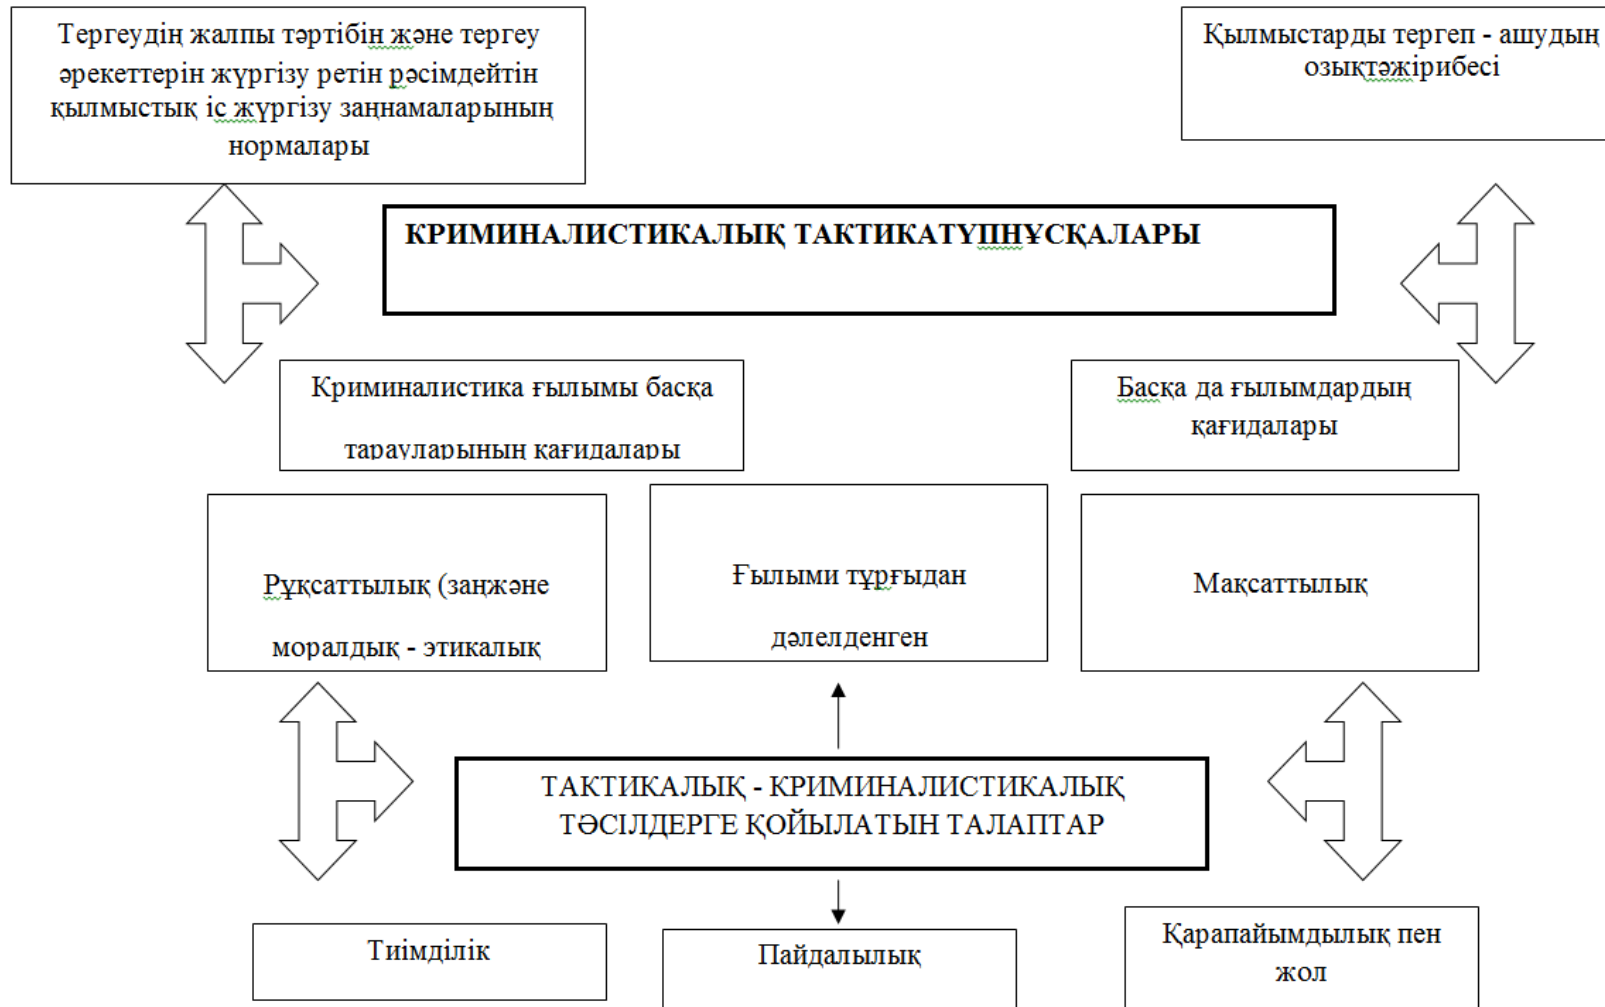 Тергеудің жалпы тәртібін және тергеу
әрекеттерін жүргізу ретін рәсімдейтін
қылмыстық іс жүргізу заңнамаларының
нормалары
Қылмыстарды тергеп - ашудың
озықтәжірибесі
КРИМИНАЛИСТИКАЛЫҚ ТАКТИКАТҮПНҰСҚАЛАРЫ
Криминалистика ғылымы басқа
тарауларының қағидалары
Басқа да ғылымдардың
қағидалары
Рұқсаттылық (заңжәне
моралдық - этикалық
Ғылыми тұрғыдан
дәлелденген
Мақсаттылық
ТАКТИКАЛЫҚ - КРИМИНАЛИСТИКАЛЫҚ
ТӘСІЛДЕРГЕ ҚОЙЫЛАТЫН ТАЛАПТАР
Тиімділік
Пайдалылық
Қарапайымдылық пен
жол